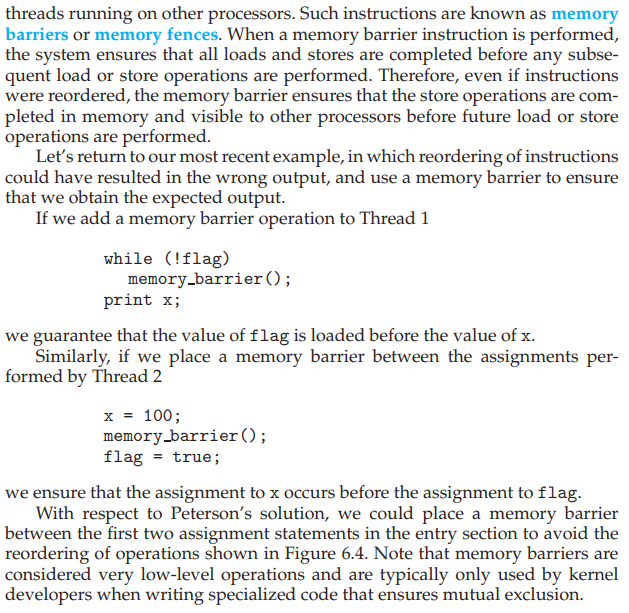 threads running on other processors. Such instructions are known as memory
barriers or memory fences. When a memory barrier instruction is performed,
the system ensures that all loads and stores are completed before any subse-
quent load or store operations are performed. Therefore, even if instructions
were reordered, the memory barrier ensures that the store operations are com-
pleted in memory and visible to other processors before future load or store
operations are performed.
Let's return to our most recent example, in which reordering of instructions
could have resulted in the wrong output, and use a memory barrier to ensure
that we obtain the expected output.
If we add a memory barrier operation to Thread 1
while (!flag)
memory_barrier();
print x;
we guarantee that the value of flag is loaded before the value of x.
Similarly, if we place a memory barrier between the assignments per-
formed by Thread 2
x = 100;
memory_barrier();
flag = true;
we ensure that the assignment to x occurs before the assignment to flag.
With respect to Peterson's solution, we could place a memory barrier
between the first two assignment statements in the entry section to avoid the
reordering of operations shown in Figure 6.4. Note that memory barriers are
considered very low-level operations and are typically only used by kernel
developers when writing specialized code that ensures mutual exclusion.